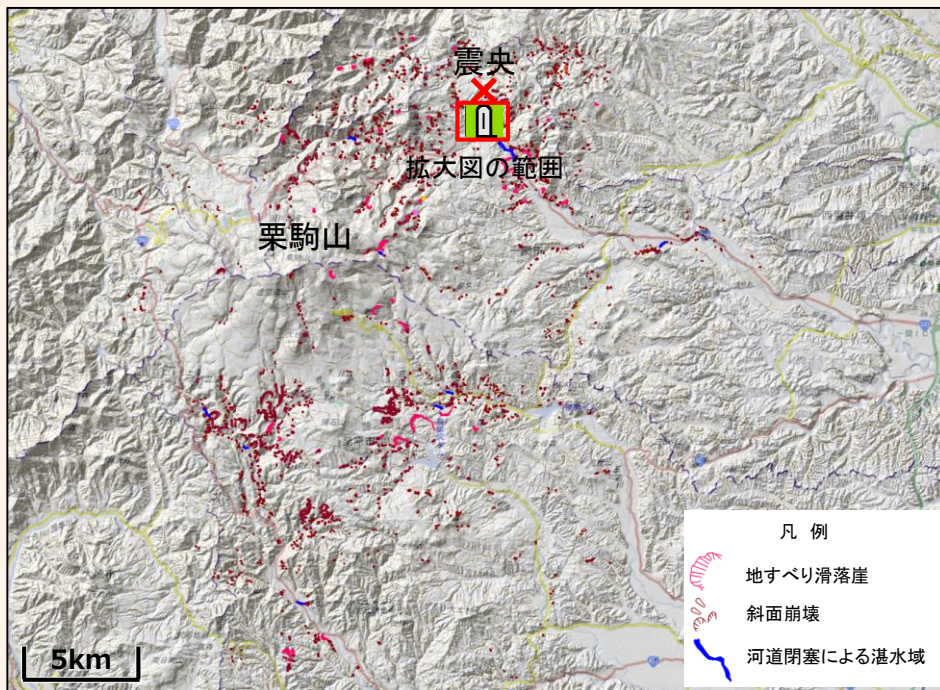 震央
拡大図の範囲
栗駒山
凡 例
地すべり滑落崖
斜面崩壊
河道閉塞による湛水域
5km